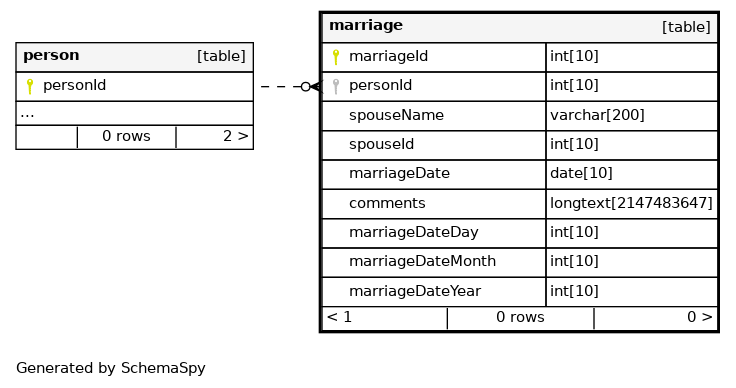 person [table]
personId
...
0 rows 2 >
marriage [table]
marriageId int[10]
personId int[10]
spouseName varchar[200]
spouseId int[10]
marriageDate date[10]
comments longtext[2147483647]
marriageDateDay int[10]
marriageDateMonth int[10]
marriageDateYear int[10]
< 1 0 rows 0 >
Generated by SchemaSpy